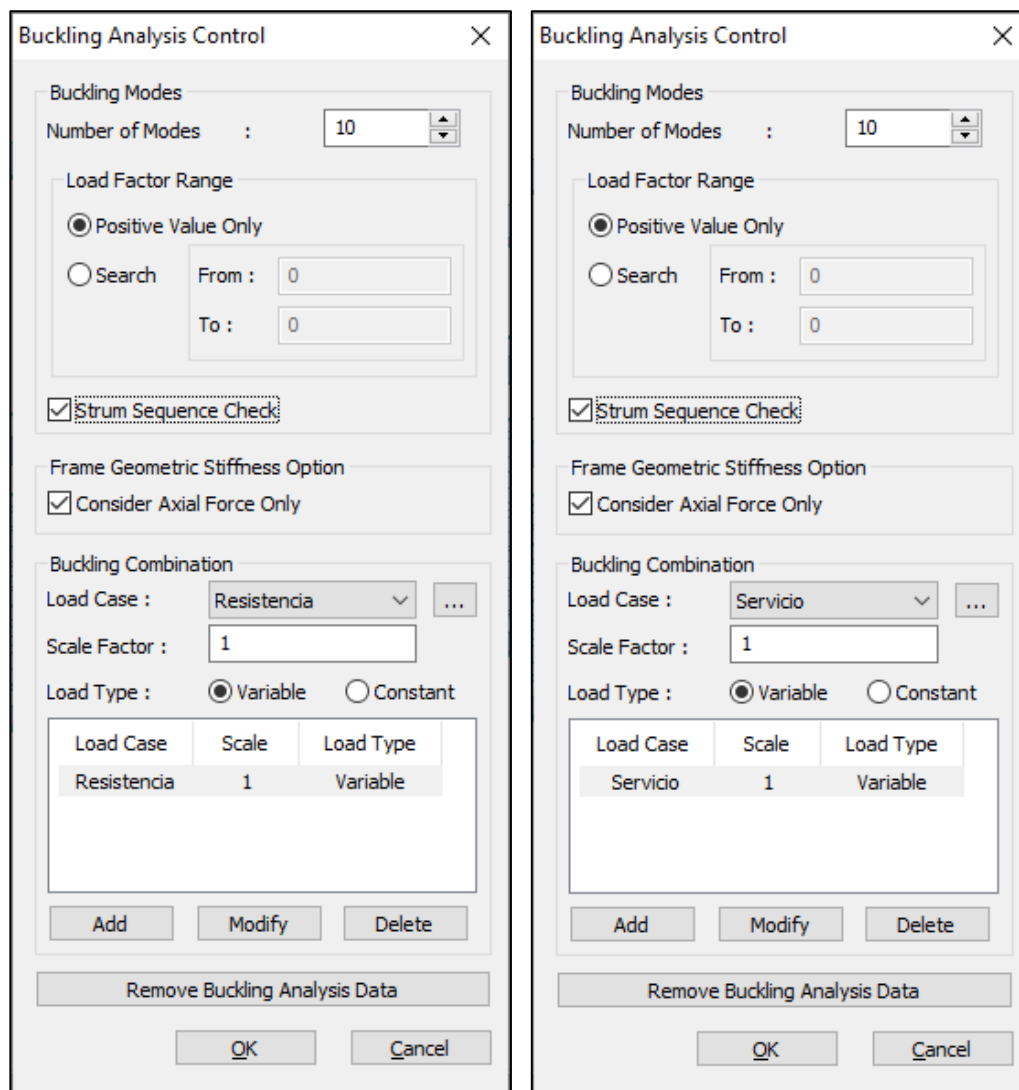 Buckling Analysis Control
Buckling Modes
Number of Modes : 10
Load Factor Range
Positive Value Only
Search From : 0
To : 0
Strum Sequence Check
Frame Geometric Stiffness Option
Consider Axial Force Only
Buckling Combination
Load Case : Resistencia ...
Scale Factor : 1
Load Type : Variable Constant
Load Case Scale Load Type
Resistencia 1 Variable
Add Modify Delete
Remove Buckling Analysis Data
OK Cancel
Buckling Analysis Control
Buckling Modes
Number of Modes : 10
Load Factor Range
Positive Value Only
Search From : 0
To : 0
Strum Sequence Check
Frame Geometric Stiffness Option
Consider Axial Force Only
Buckling Combination
Load Case : Servicio ...
Scale Factor : 1
Load Type : Variable Constant
Load Case Scale Load Type
Servicio 1 Variable
Add Modify Delete
Remove Buckling Analysis Data
OK Cancel